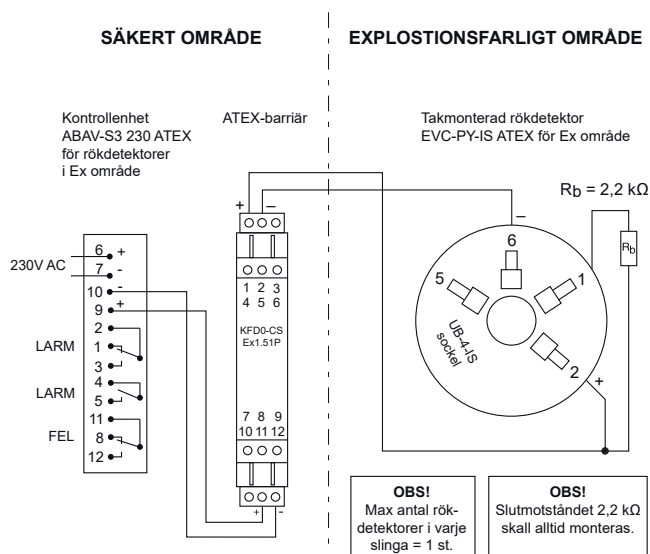 SÄKERT OMRÅDE
EXPLOSTIONSFARLIGT OMRÅDE
Kontrollenhet
ABAV-S3 230 ATEX
för rökdetektorer
i Ex område
ATEX-barriär
Takmonterad rökdetektor
EVC-PY-IS ATEX för Ex område
Rb = 2,2 kΩ
Rb
+ –
–
230V AC
6 +
7 -
10 -
9 +
2
LARM
1
3
LARM
4
5
11
FEL
8
12
1 2 3
4 5 6
KFD0-CS
Ex1.51P
7 8 9
10 11 12
+ -
6
5
1
2
+
UB-4-IS
sockel
OBS!
Max antal rök-
detektorer i varje
slinga = 1 st.
OBS!
Slutmotståndet 2,2 kΩ
skall alltid monteras.